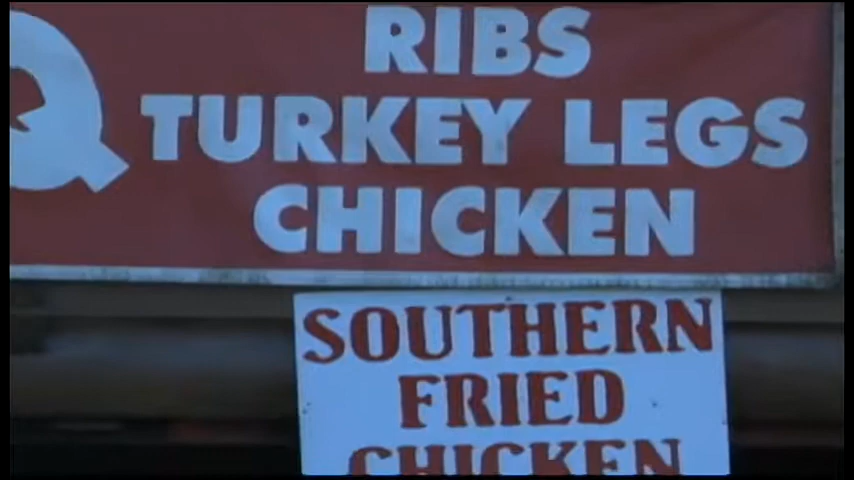 RIBS
Q TURKEY LEGS
CHICKEN
SOUTHERN
FRIED
CHICKEN